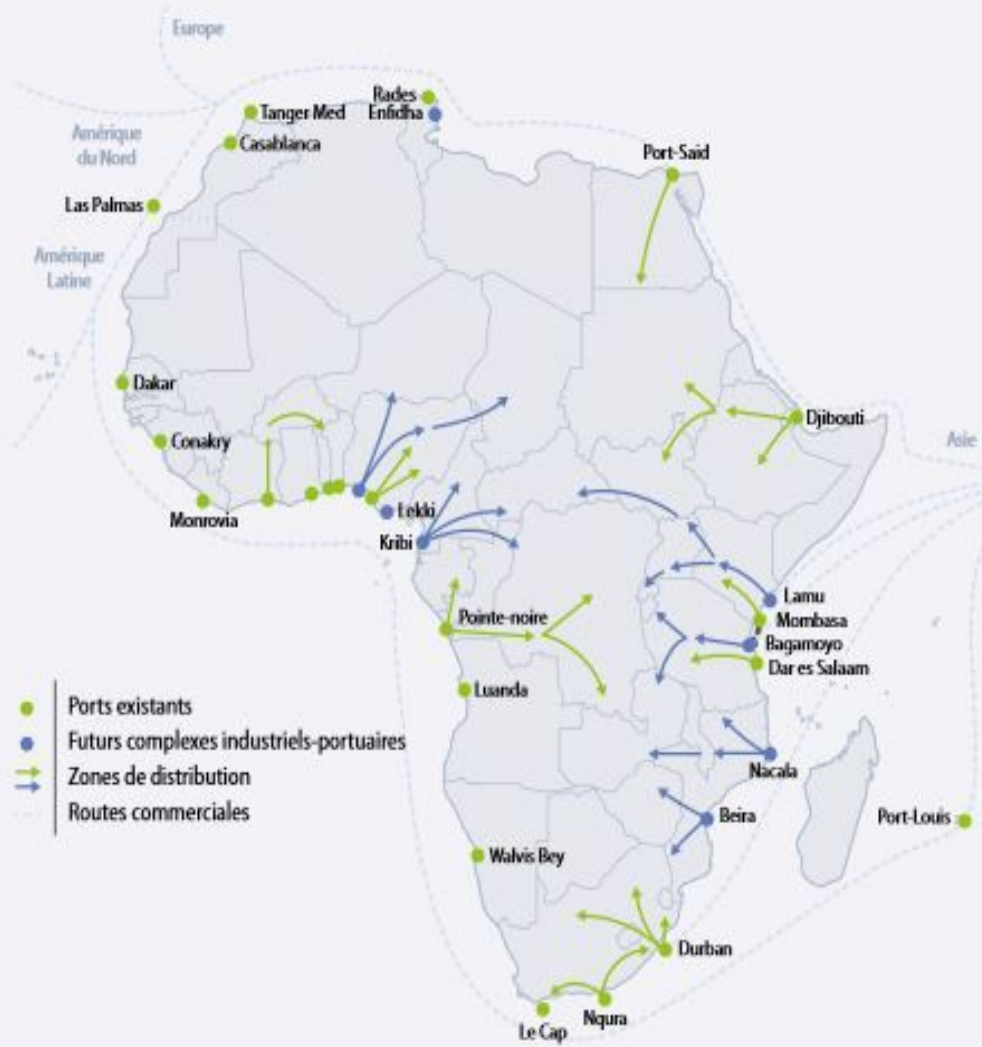 Europe
Rades
Enfidha
Tanger Med
Amérique
du Nord
Casablanca
Port-Said
Las Palmas
Amérique
Latine
Dakar
Djibouti
Conakry
Asie
Monrovia
Lekki
Kribi
Lamu
Pointe-noire
Mombasa
Bagamoyo
Dar es Salaam
Luanda
Ports existants
Futurs complexes industriels-portuaires
Zones de distribution
Routes commerciales
Nacala
Beira
Port-Louis
Walvis Bey
Durban
Le Cap
Nqura